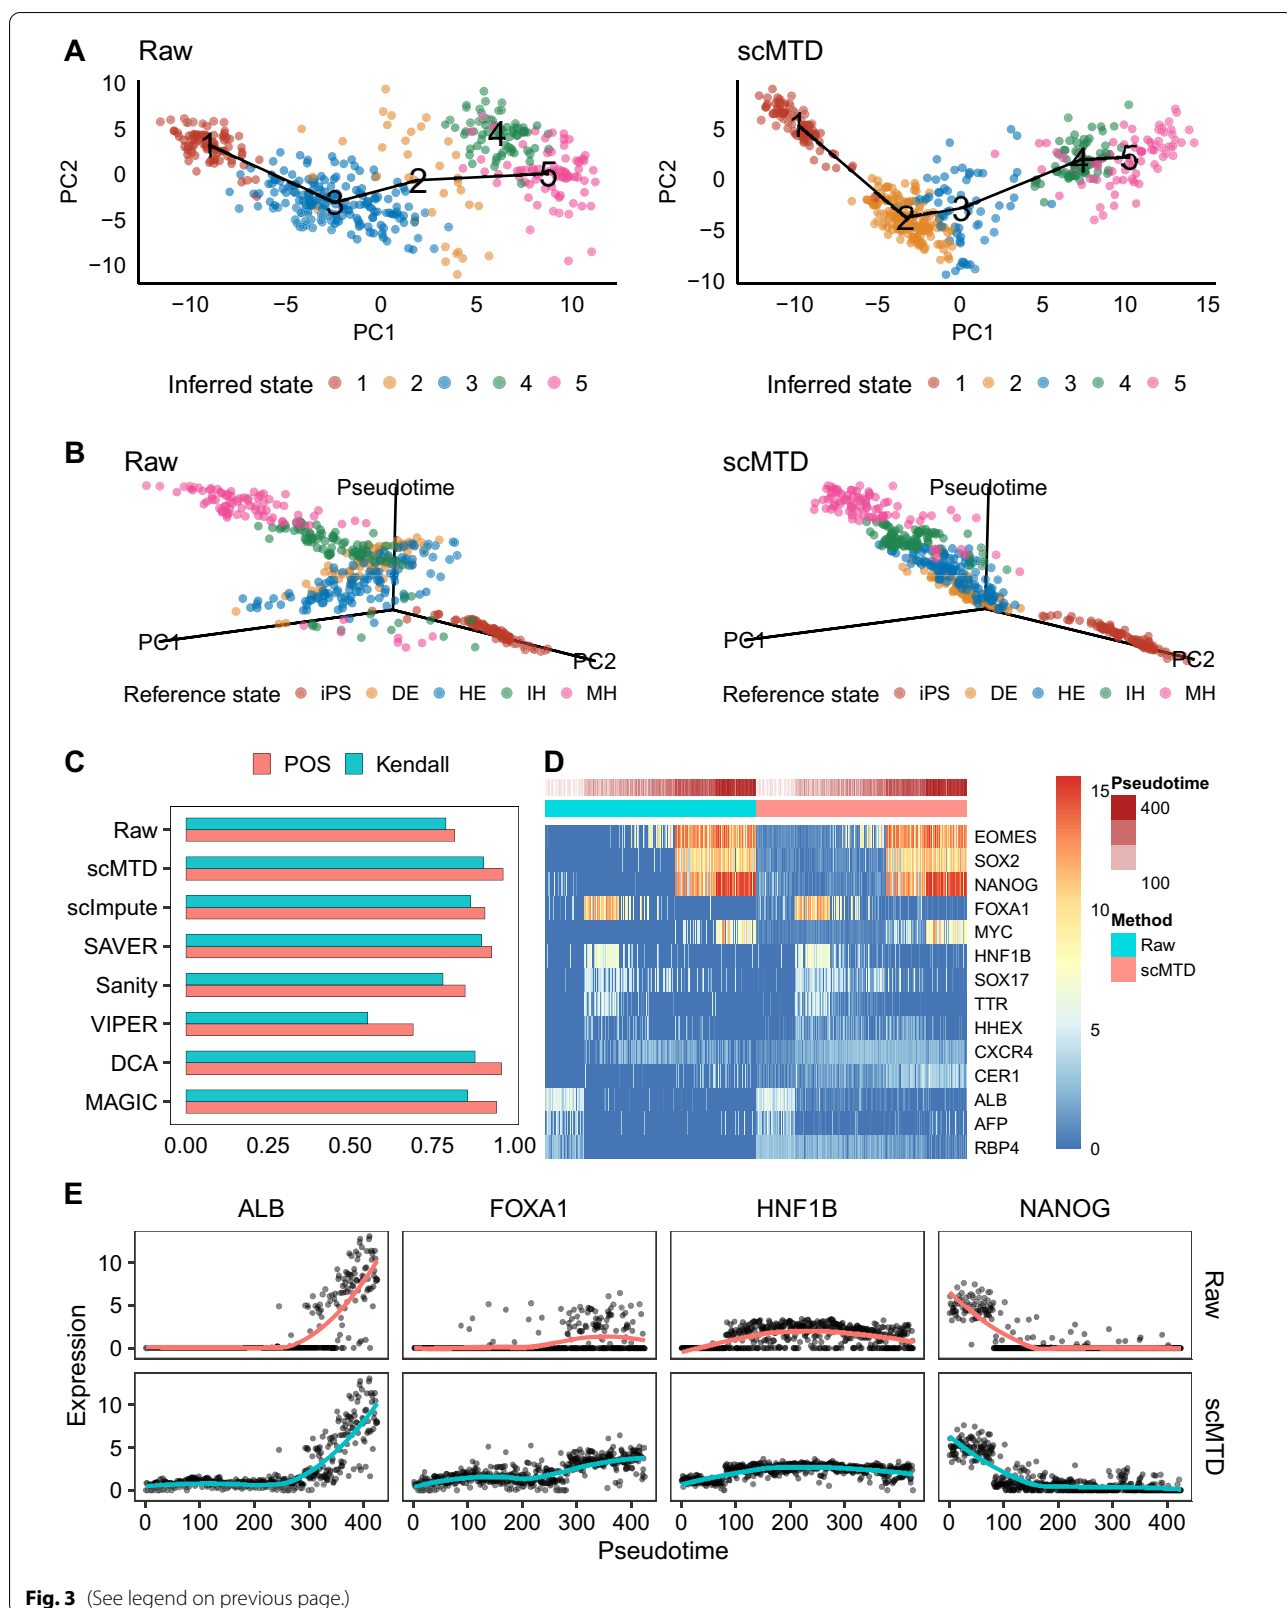 A
Raw
scMTD
10
5
0
−5
−10
PC2
1
3
2
4
5
−10 −5 0 5 10
PC1
5
0
−5
−10
PC2
1
2
3
4
5
−10 −5 0 5 10 15
PC1
Inferred state 1 2 3 4 5
Inferred state 1 2 3 4 5
B
Raw
Pseudotime
PC1
PC2
scMTD
Pseudotime
PC1
PC2
Reference state iPS DE HE IH MH
Reference state iPS DE HE IH MH
C
POS Kendall
Raw
scMTD
scImpute
SAVER
Sanity
VIPER
DCA
MAGIC
0.00 0.25 0.50 0.75 1.00
D
EOMES
SOX2
NANOG
FOXA1
MYC
HNF1B
SOX17
TTR
HHEX
CXCR4
CER1
ALB
AFP
RBP4
15
10
5
0
Pseudotime
400
100
Method
Raw
scMTD
E
ALB FOXA1 HNF1B NANOG
Expression
10
5
0
Raw
10
5
0
scMTD
0 100 200 300 400 0 100 200 300 400 0 100 200 300 400 0 100 200 300 400
Pseudotime
Fig. 3 (See legend on previous page.)